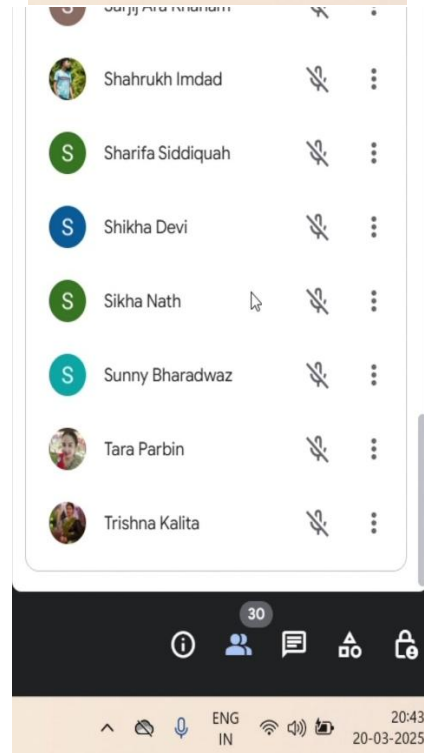 Shahrukh Imdad
S Sharifa Siddiquah
S Shikha Devi
S Sikha Nath
S Sunny Bharadwaz
Tara Parbin
Trishna Kalita
30
ENG 20:43
IN 20-03-2025